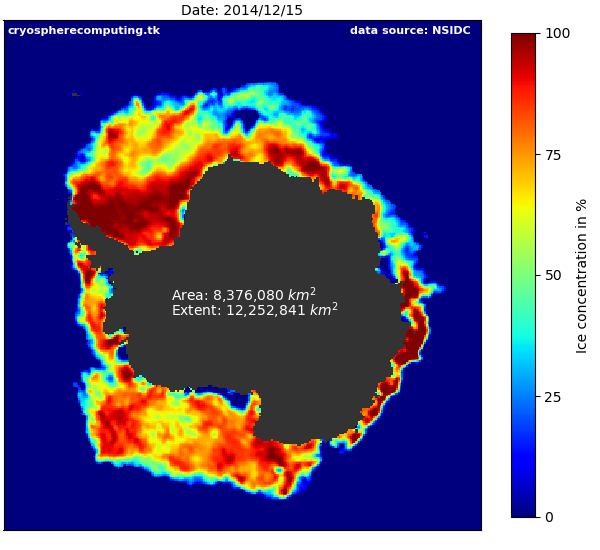 Date: 2014/12/15
cryospherecomputing.tk
data source: NSIDC
100
75
50
25
0
Ice concentration in %
Area: 8,376,080 km²
Extent: 12,252,841 km²